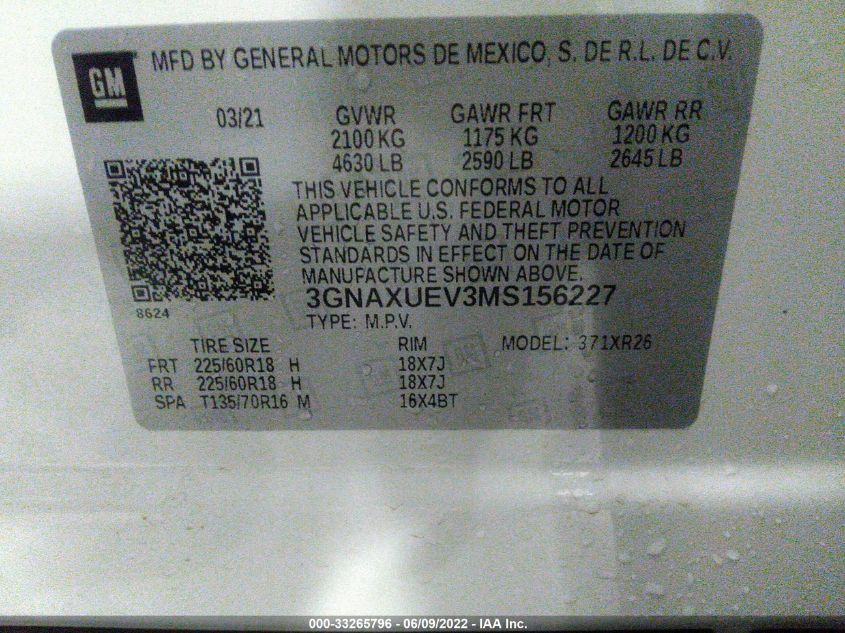 GM
MFD BY GENERAL MOTORS DE MEXICO, S. DE R.L. DE C.V.
03/21 GVWR GAWR FRT GAWR RR
2100 KG 1175 KG 1200 KG
4630 LB 2590 LB 2645 LB
THIS VEHICLE CONFORMS TO ALL
APPLICABLE U.S. FEDERAL MOTOR
VEHICLE SAFETY AND THEFT PREVENTION
STANDARDS IN EFFECT ON THE DATE OF
MANUFACTURE SHOWN ABOVE.
3GNAXUEV3MS156227
8624
TYPE: M.P.V.
TIRE SIZE RIM MODEL: 371XR26
FRT 225/60R18 H 18X7J
RR 225/60R18 H 18X7J
SPA T135/70R16 M 16X4BT
000-33265796 - 06/09/2022 - IAA Inc.